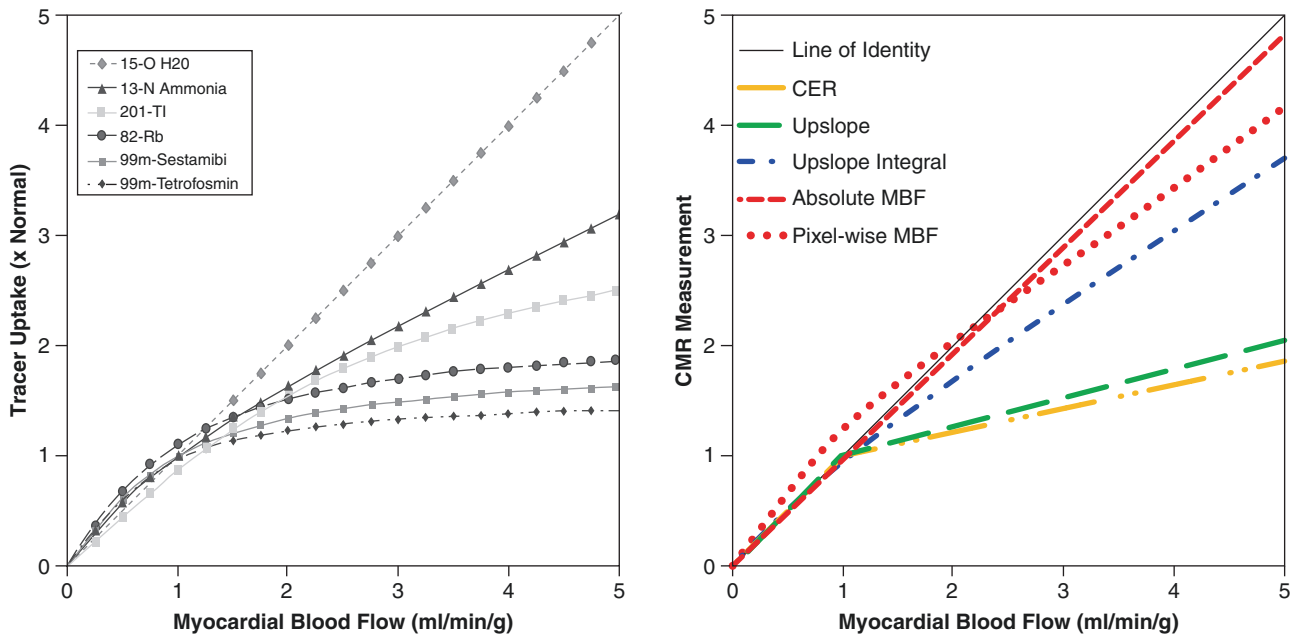 5
4
3
2
1
0
Tracer Uptake (x Normal)
15-O H20
13-N Ammonia
201-Tl
82-Rb
99m-Sestamibi
99m-Tetrofosmin
0 1 2 3 4 5
Myocardial Blood Flow (ml/min/g)
5
4
3
2
1
0
CMR Measurement
Line of Identity
CER
Upslope
Upslope Integral
Absolute MBF
Pixel-wise MBF
0 1 2 3 4 5
Myocardial Blood Flow (ml/min/g)